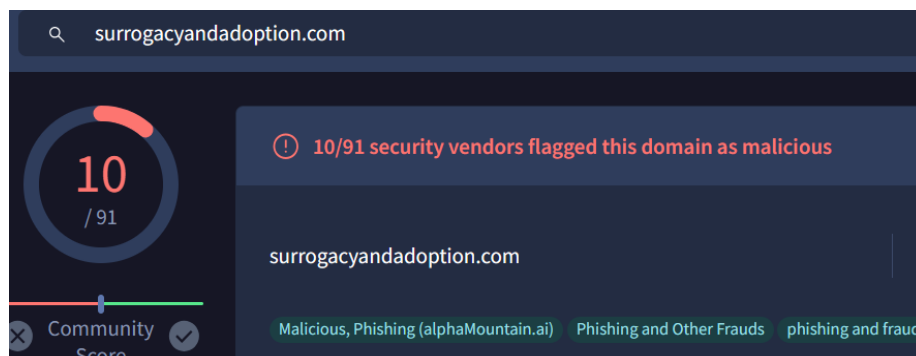 surrogacyandadoption.com
10
/ 91
10/91 security vendors flagged this domain as malicious
surrogacyandadoption.com
Community
Score
Malicious, Phishing (alphaMountain.ai) Phishing and Other Frauds phishing and fraud